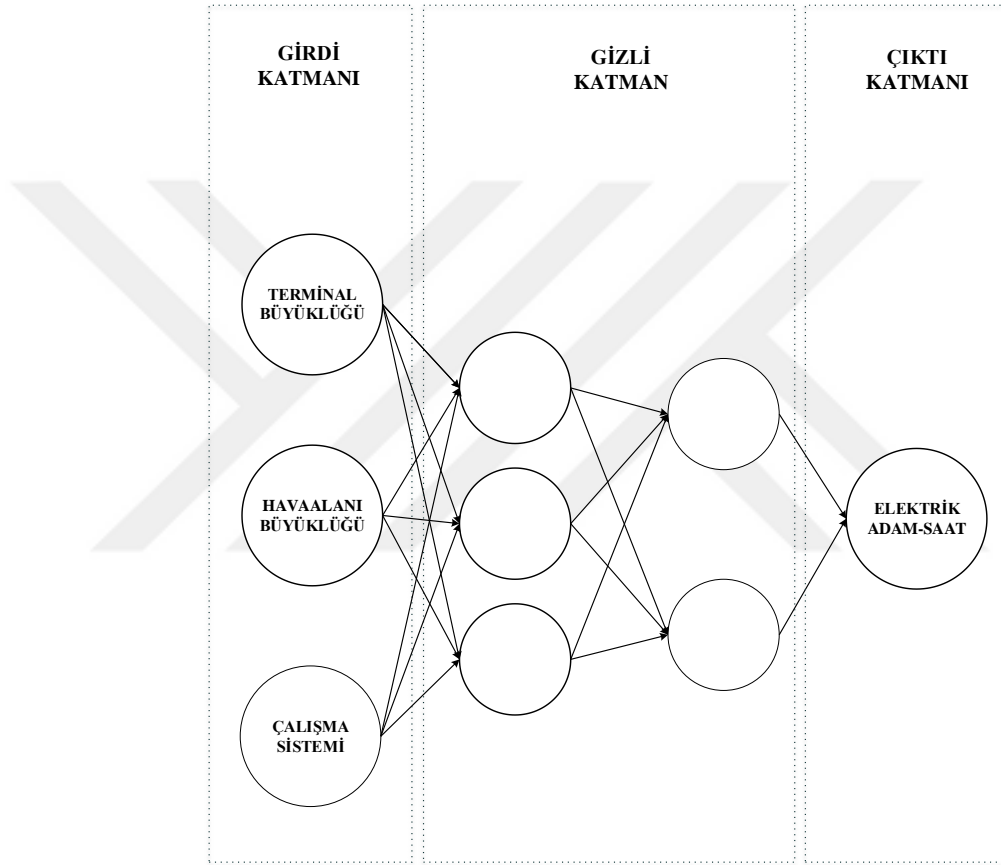 GİRDİ
KATMANI
GİZLİ
KATMAN
ÇIKTI
KATMANI
TERMİNAL
BÜYÜKLÜĞÜ
HAVAALANI
BÜYÜKLÜĞÜ
ÇALIŞMA
SİSTEMİ
ELEKTRİK
ADAM-SAAT